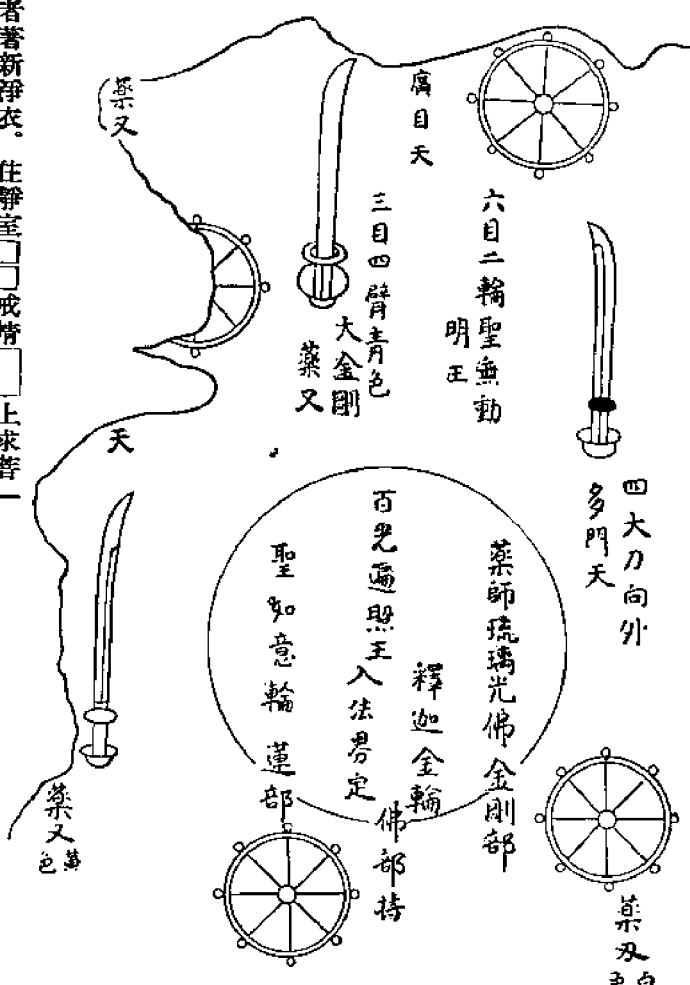 四大刀向外
多門天
藥叉
白色
六目二輪聖無動
明王
藥師琉璃光佛金剛部
廣目天
三目四臂青色
大金剛
藥叉
釋迦金輪
佛部持
百光遍照王
入法界定
聖如意輪 蓮部
藥叉
天
藥叉
黃色
者著新淨衣。住靜室□□戒情□上求菩